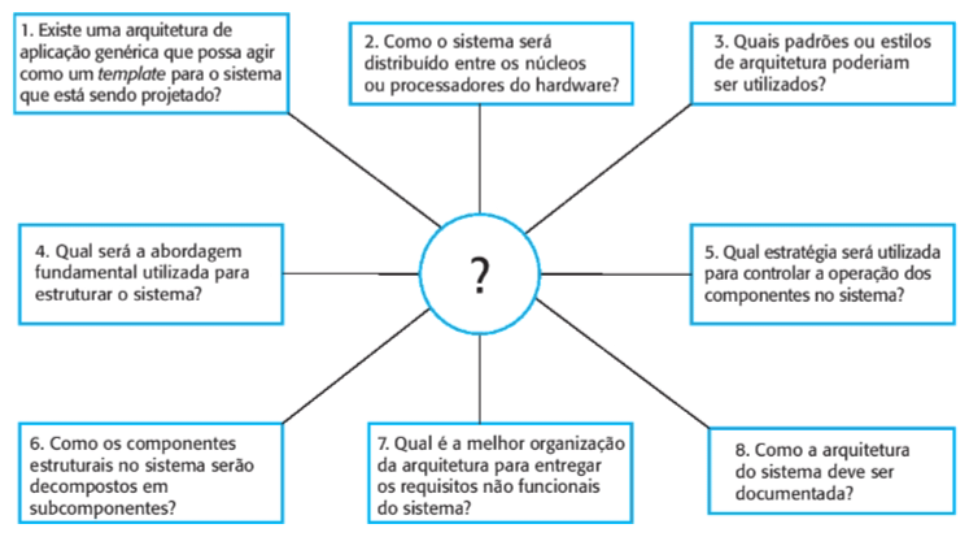 1. Existe uma arquitetura de
aplicação genérica que possa agir
como um template para o sistema
que está sendo projetado?
2. Como o sistema será
distribuído entre os núcleos
ou processadores do hardware?
3. Quais padrões ou estilos
de arquitetura poderiam
ser utilizados?
4. Qual será a abordagem
fundamental utilizada para
estruturar o sistema?
?
5. Qual estratégia será utilizada
para controlar a operação dos
componentes no sistema?
6. Como os componentes
estruturais no sistema serão
decompostos em
subcomponentes?
7. Qual é a melhor organização
da arquitetura para entregar
os requisitos não funcionais
do sistema?
8. Como a arquitetura
do sistema deve ser
documentada?